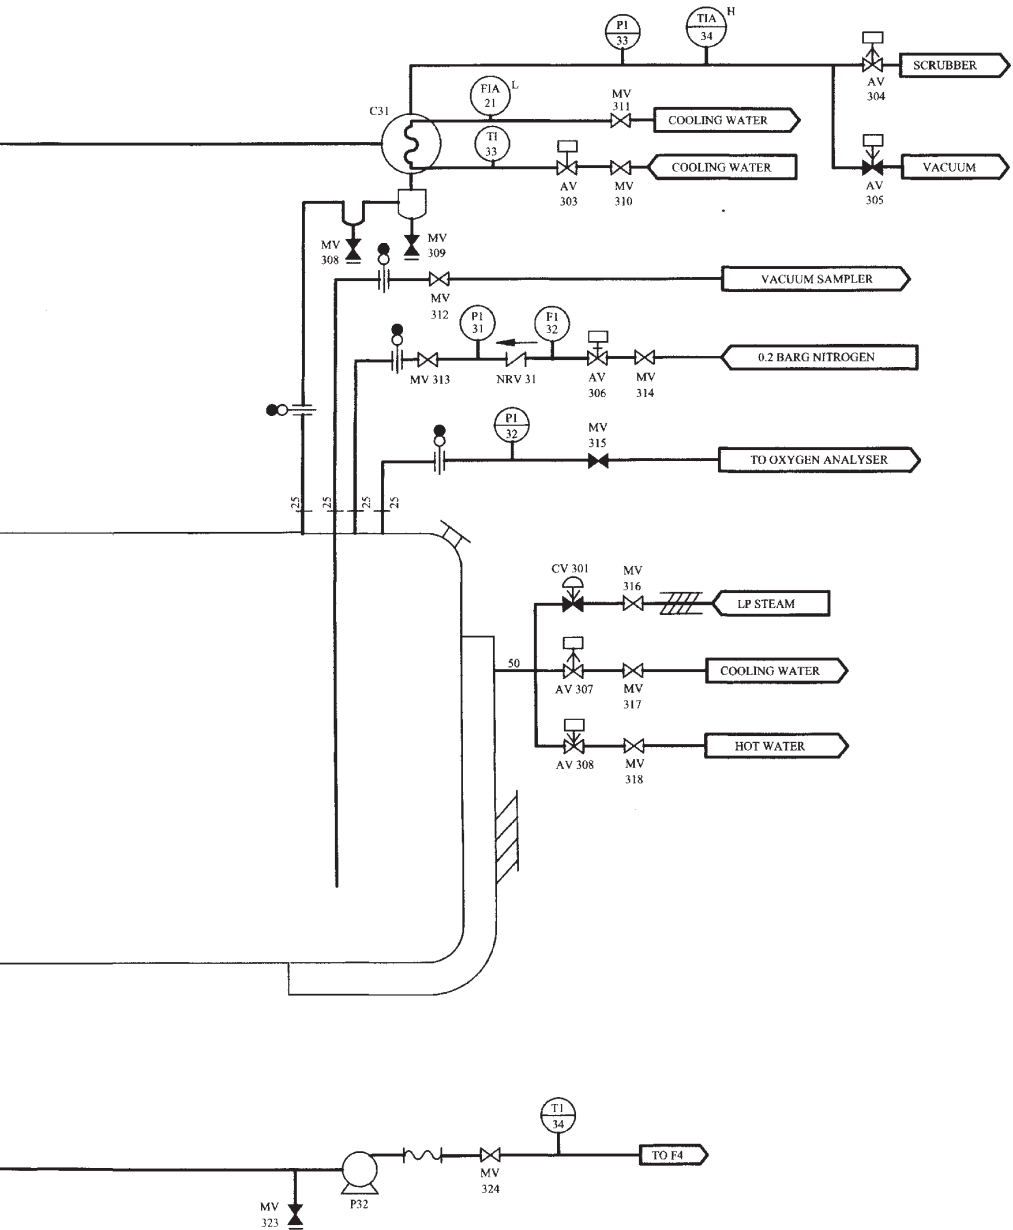 PI
33
TIA
34
H
SCRUBBER
AV
304
FIA
21
L
MV
311
COOLING WATER
C31
TI
33
COOLING WATER
AV
303
MV
310
VACUUM
AV
305
MV
308
MV
309
VACUUM SAMPLER
MV
312
PI
31
FI
32
MV 313
NRV 31
AV
306
MV
314
0.2 BARG NITROGEN
PI
32
MV
315
TO OXYGEN ANALYSER
25
25
25
25
CV 301
MV
316
LP STEAM
50
AV 307
MV
317
COOLING WATER
AV 308
MV
318
HOT WATER
TI
34
TO F4
MV
324
P32
MV
323